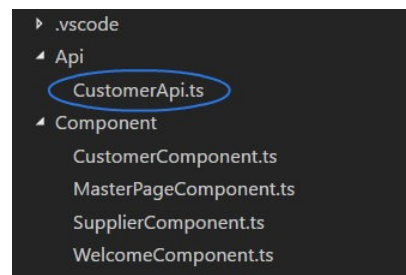 .vscode
Api
CustomerApi.ts
Component
CustomerComponent.ts
MasterPageComponent.ts
SupplierComponent.ts
WelcomeComponent.ts